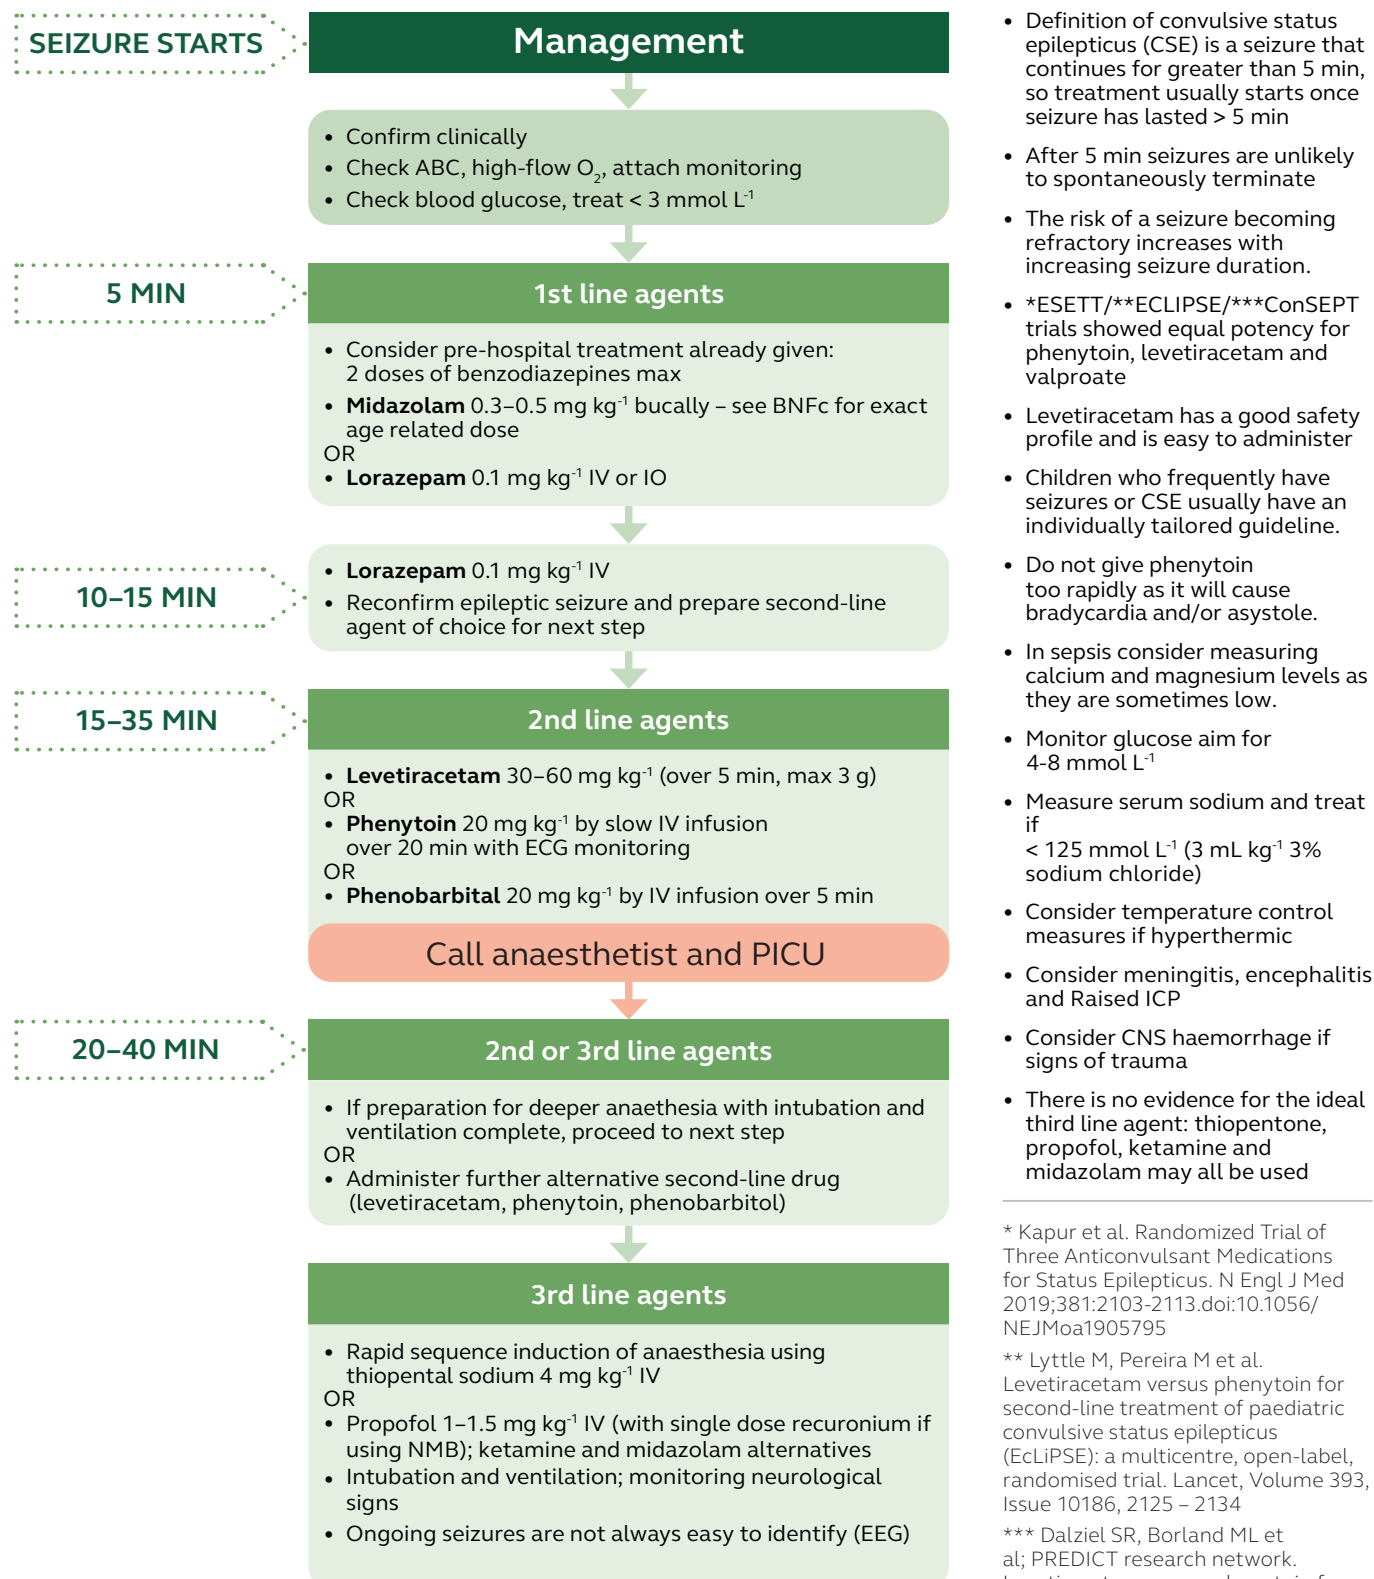 SEIZURE STARTS
Management
• Confirm clinically
• Check ABC, high-flow O2, attach monitoring
• Check blood glucose, treat < 3 mmol L-1
5 MIN
1st line agents
• Consider pre-hospital treatment already given:
2 doses of benzodiazepines max
• Midazolam 0.3–0.5 mg kg-1 bucally – see BNFc for exact
age related dose
OR
• Lorazepam 0.1 mg kg-1 IV or IO
10–15 MIN
• Lorazepam 0.1 mg kg-1 IV
• Reconfirm epileptic seizure and prepare second-line
agent of choice for next step
15–35 MIN
2nd line agents
• Levetiracetam 30–60 mg kg-1 (over 5 min, max 3 g)
OR
• Phenytoin 20 mg kg-1 by slow IV infusion
over 20 min with ECG monitoring
OR
• Phenobarbital 20 mg kg-1 by IV infusion over 5 min
Call anaesthetist and PICU
20–40 MIN
2nd or 3rd line agents
• If preparation for deeper anaethesia with intubation and
ventilation complete, proceed to next step
OR
• Administer further alternative second-line drug
(levetiracetam, phenytoin, phenobarbitol)
3rd line agents
• Rapid sequence induction of anaesthesia using
thiopental sodium 4 mg kg-1 IV
OR
• Propofol 1–1.5 mg kg-1 IV (with single dose recuronium if
using NMB); ketamine and midazolam alternatives
• Intubation and ventilation; monitoring neurological
signs
• Ongoing seizures are not always easy to identify (EEG)
• Definition of convulsive status
epilepticus (CSE) is a seizure that
continues for greater than 5 min,
so treatment usually starts once
seizure has lasted > 5 min
• After 5 min seizures are unlikely
to spontaneously terminate
• The risk of a seizure becoming
refractory increases with
increasing seizure duration.
• *ESETT/**ECLIPSE/***ConSEPT
trials showed equal potency for
phenytoin, levetiracetam and
valproate
• Levetiracetam has a good safety
profile and is easy to administer
• Children who frequently have
seizures or CSE usually have an
individually tailored guideline.
• Do not give phenytoin
too rapidly as it will cause
bradycardia and/or asystole.
• In sepsis consider measuring
calcium and magnesium levels as
they are sometimes low.
• Monitor glucose aim for
4-8 mmol L-1
• Measure serum sodium and treat
if
< 125 mmol L-1 (3 mL kg-1 3%
sodium chloride)
• Consider temperature control
measures if hyperthermic
• Consider meningitis, encephalitis
and Raised ICP
• Consider CNS haemorrhage if
signs of trauma
• There is no evidence for the ideal
third line agent: thiopentone,
propofol, ketamine and
midazolam may all be used
* Kapur et al. Randomized Trial of
Three Anticonvulsant Medications
for Status Epilepticus. N Engl J Med
2019;381:2103-2113.doi:10.1056/
NEJMoa1905795
** Lyttle M, Pereira M et al.
Levetiracetam versus phenytoin for
second-line treatment of paediatric
convulsive status epilepticus
(EcLiPSE): a multicentre, open-label,
randomised trial. Lancet, Volume 393,
Issue 10186, 2125 – 2134
*** Dalziel SR, Borland ML et
al; PREDICT research network.